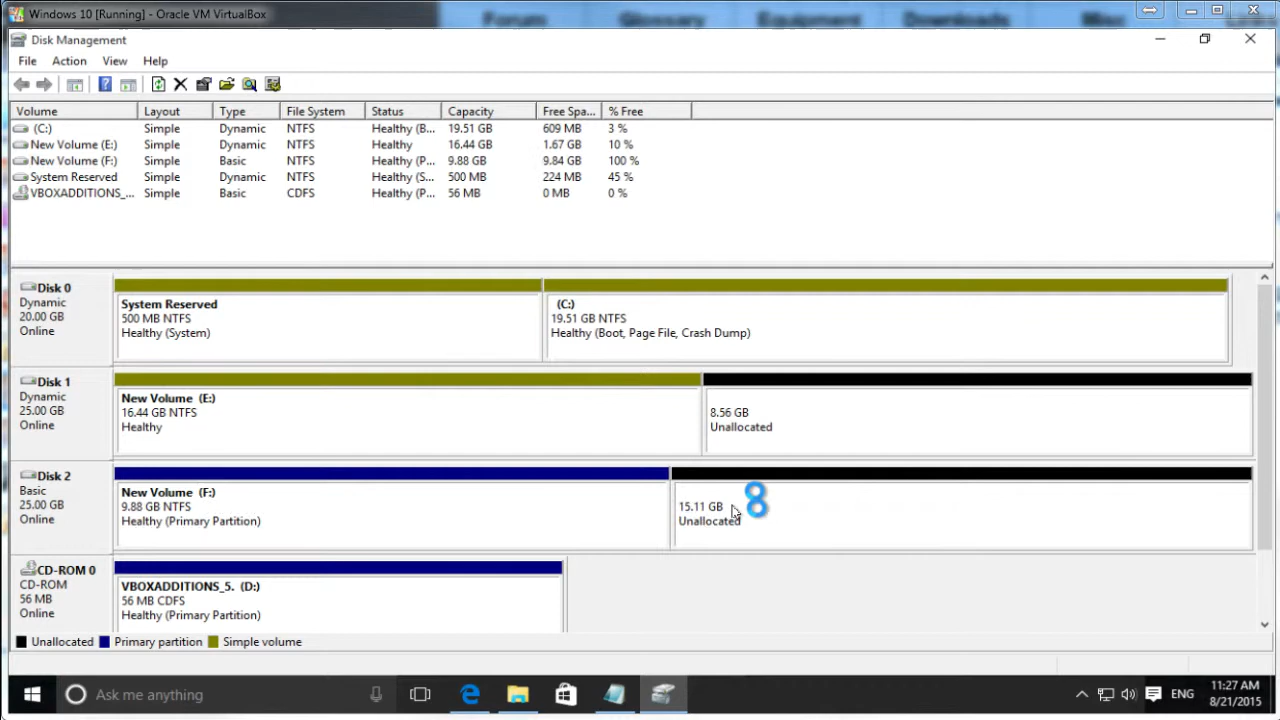 Forum Glossary Equipment Downloads Misc
Windows 10 [Running] - Oracle VM VirtualBox
Disk Management
File Action View Help
Volume Layout Type File System Status Capacity Free Spa... % Free
(C:) Simple Dynamic NTFS Healthy (B... 19.51 GB 609 MB 3 %
New Volume (E:) Simple Dynamic NTFS Healthy 16.44 GB 1.67 GB 10 %
New Volume (F:) Simple Basic NTFS Healthy (P... 9.88 GB 9.84 GB 100 %
System Reserved Simple Dynamic NTFS Healthy (S... 500 MB 224 MB 45 %
VBOXADDITIONS_... Simple Basic CDFS Healthy (P... 56 MB 0 MB 0 %
Disk 0
Dynamic
20.00 GB
Online
System Reserved
500 MB NTFS
Healthy (System)
(C:)
19.51 GB NTFS
Healthy (Boot, Page File, Crash Dump)
Disk 1
Dynamic
25.00 GB
Online
New Volume (E:)
16.44 GB NTFS
Healthy
8.56 GB
Unallocated
Disk 2
Basic
25.00 GB
Online
New Volume (F:)
9.88 GB NTFS
Healthy (Primary Partition)
15.11 GB
Unallocated
CD-ROM 0
CD-ROM
56 MB
Online
VBOXADDITIONS_5. (D:)
56 MB CDFS
Healthy (Primary Partition)
Unallocated Primary partition Simple volume
Ask me anything
ENG
11:27 AM
8/21/2015